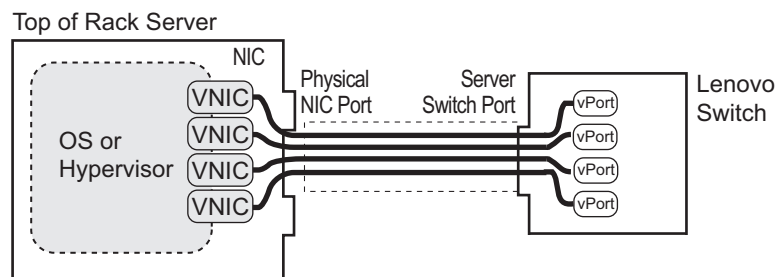 Top of Rack Server
NIC
Physical
NIC Port
Server
Switch Port
Lenovo
Switch
OS or
Hypervisor
VNIC
VNIC
VNIC
VNIC
vPort
vPort
vPort
vPort